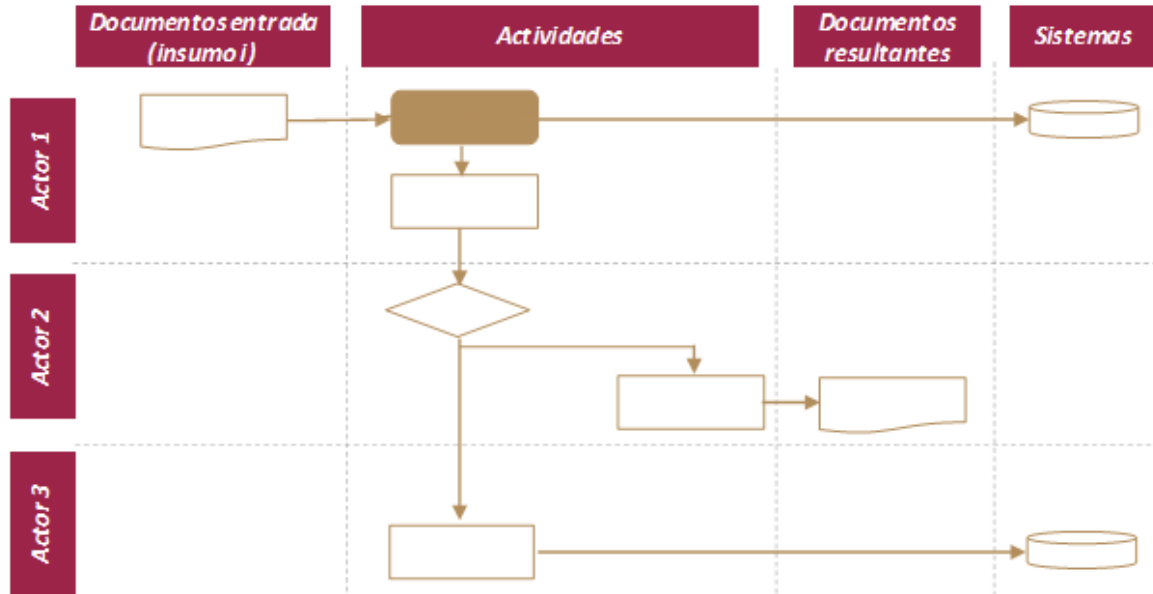 Documentos entrada
(insumo i)
Actividades
Documentos
resultantes
Sistemas
Actor 1
Actor 2
Actor 3